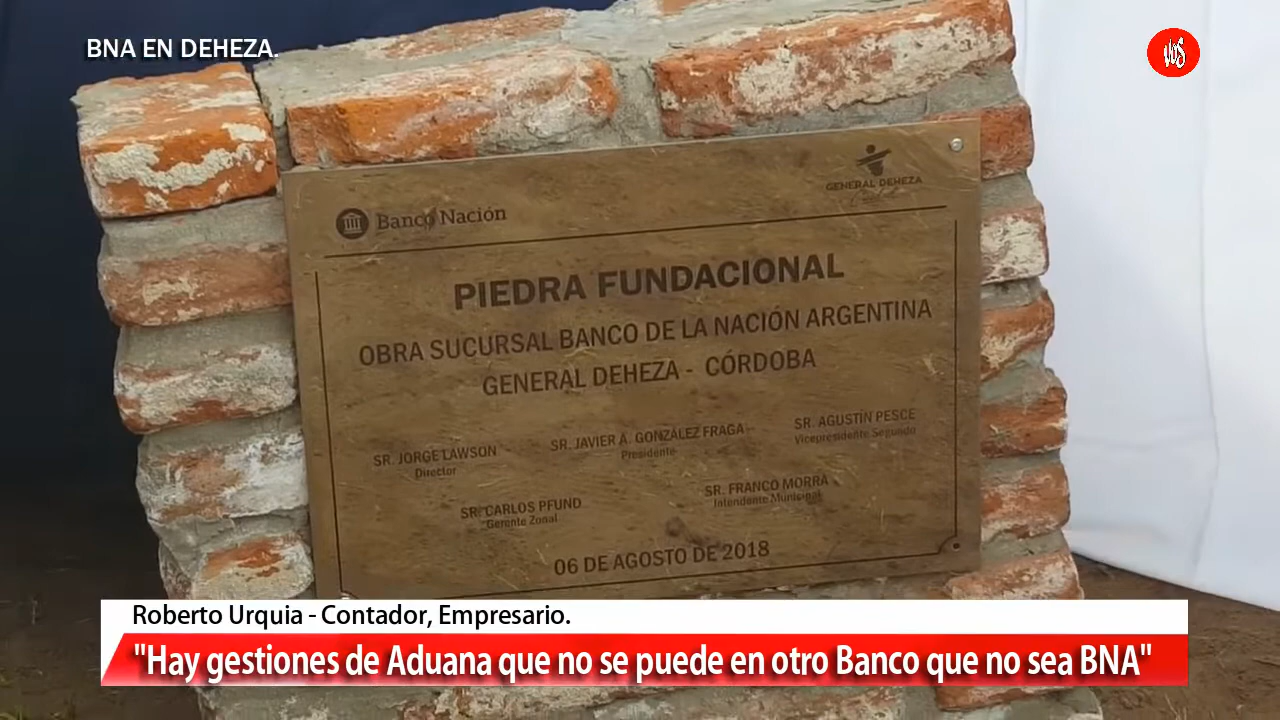 BNA EN DEHEZA.
vos
Banco Nación
GENERAL DEHEZA
PIEDRA FUNDACIONAL
OBRA SUCURSAL BANCO DE LA NACIÓN ARGENTINA
GENERAL DEHEZA - CÓRDOBA
SR. JORGE LAWSON
Director
SR. JAVIER A. GONZÁLEZ FRAGA
Presidente
SR. AGUSTÍN PESCE
Vicepresidente Segundo
SR. CARLOS PFUND
Gerente Zonal
SR. FRANCO MORRA
Intendente Municipal
06 DE AGOSTO DE 2018
Roberto Urquia - Contador, Empresario.
"Hay gestiones de Aduana que no se puede en otro Banco que no sea BNA"